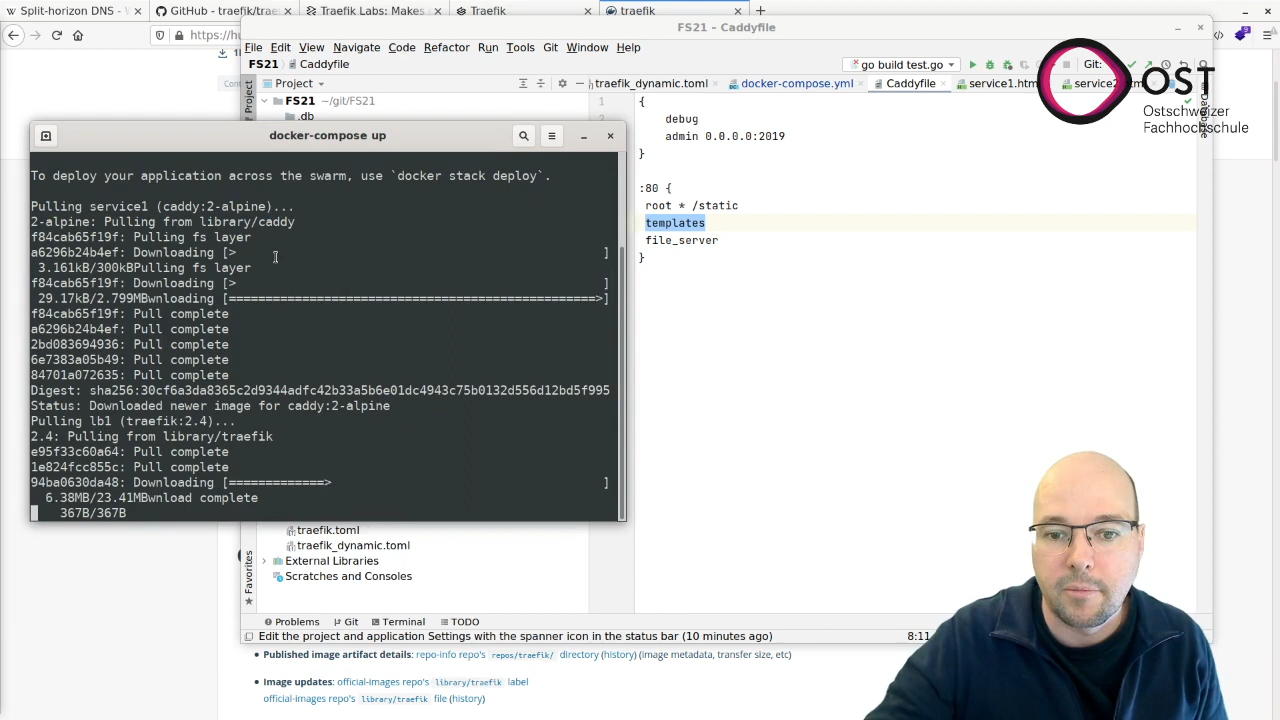 Split-horizon DNS - W
GitHub - traefik/trae
Traefik Labs: Makes
Traefik
traefik
https://hu
FS21 – Caddyfile
File Edit View Navigate Code Refactor Run Tools Git Window Help
FS21 Caddyfile
go build test.go
Git:
Project
Project
traefik_dynamic.toml
docker-compose.yml
Caddyfile
service1.htm
service2
FS21 ~/git/FS21
.db
Database
OST
Ostschweizer
Fachhochschule
1
2
{
debug
admin 0.0.0.0:2019
}
:80 {
root * /static
templates
file_server
}
docker-compose up
To deploy your application across the swarm, use `docker stack deploy`.
Pulling service1 (caddy:2-alpine)...
2-alpine: Pulling from library/caddy
f84cab65f19f: Pulling fs layer
a6296b24b4ef: Downloading [> ]
3.161kB/300kBPulling fs layer
f84cab65f19f: Downloading [> ]
29.17kB/2.799MBwnloading [==================================================>]
f84cab65f19f: Pull complete
a6296b24b4ef: Pull complete
2bd083694936: Pull complete
6e7383a05b49: Pull complete
84701a072635: Pull complete
Digest: sha256:30cf6a3da8365c2d9344adfc42b33a5b6e01dc4943c75b0132d556d12bd5f995
Status: Downloaded newer image for caddy:2-alpine
Pulling lb1 (traefik:2.4)...
2.4: Pulling from library/traefik
e95f33c60a64: Pull complete
1e824fcc855c: Pull complete
94ba0630da48: Downloading [=============> ]
6.38MB/23.41MBwnload complete
367B/367B
traefik.toml
traefik_dynamic.toml
External Libraries
Scratches and Consoles
Favorites
Problems Git Terminal TODO
Edit the project and application Settings with the spanner icon in the status bar (10 minutes ago)
8:11
Published image artifact details: repo-info repo's repos/traefik/ directory (history) (image metadata, transfer size, etc)
Image updates: official-images repo's library/traefik label
official-images repo's library/traefik file (history)